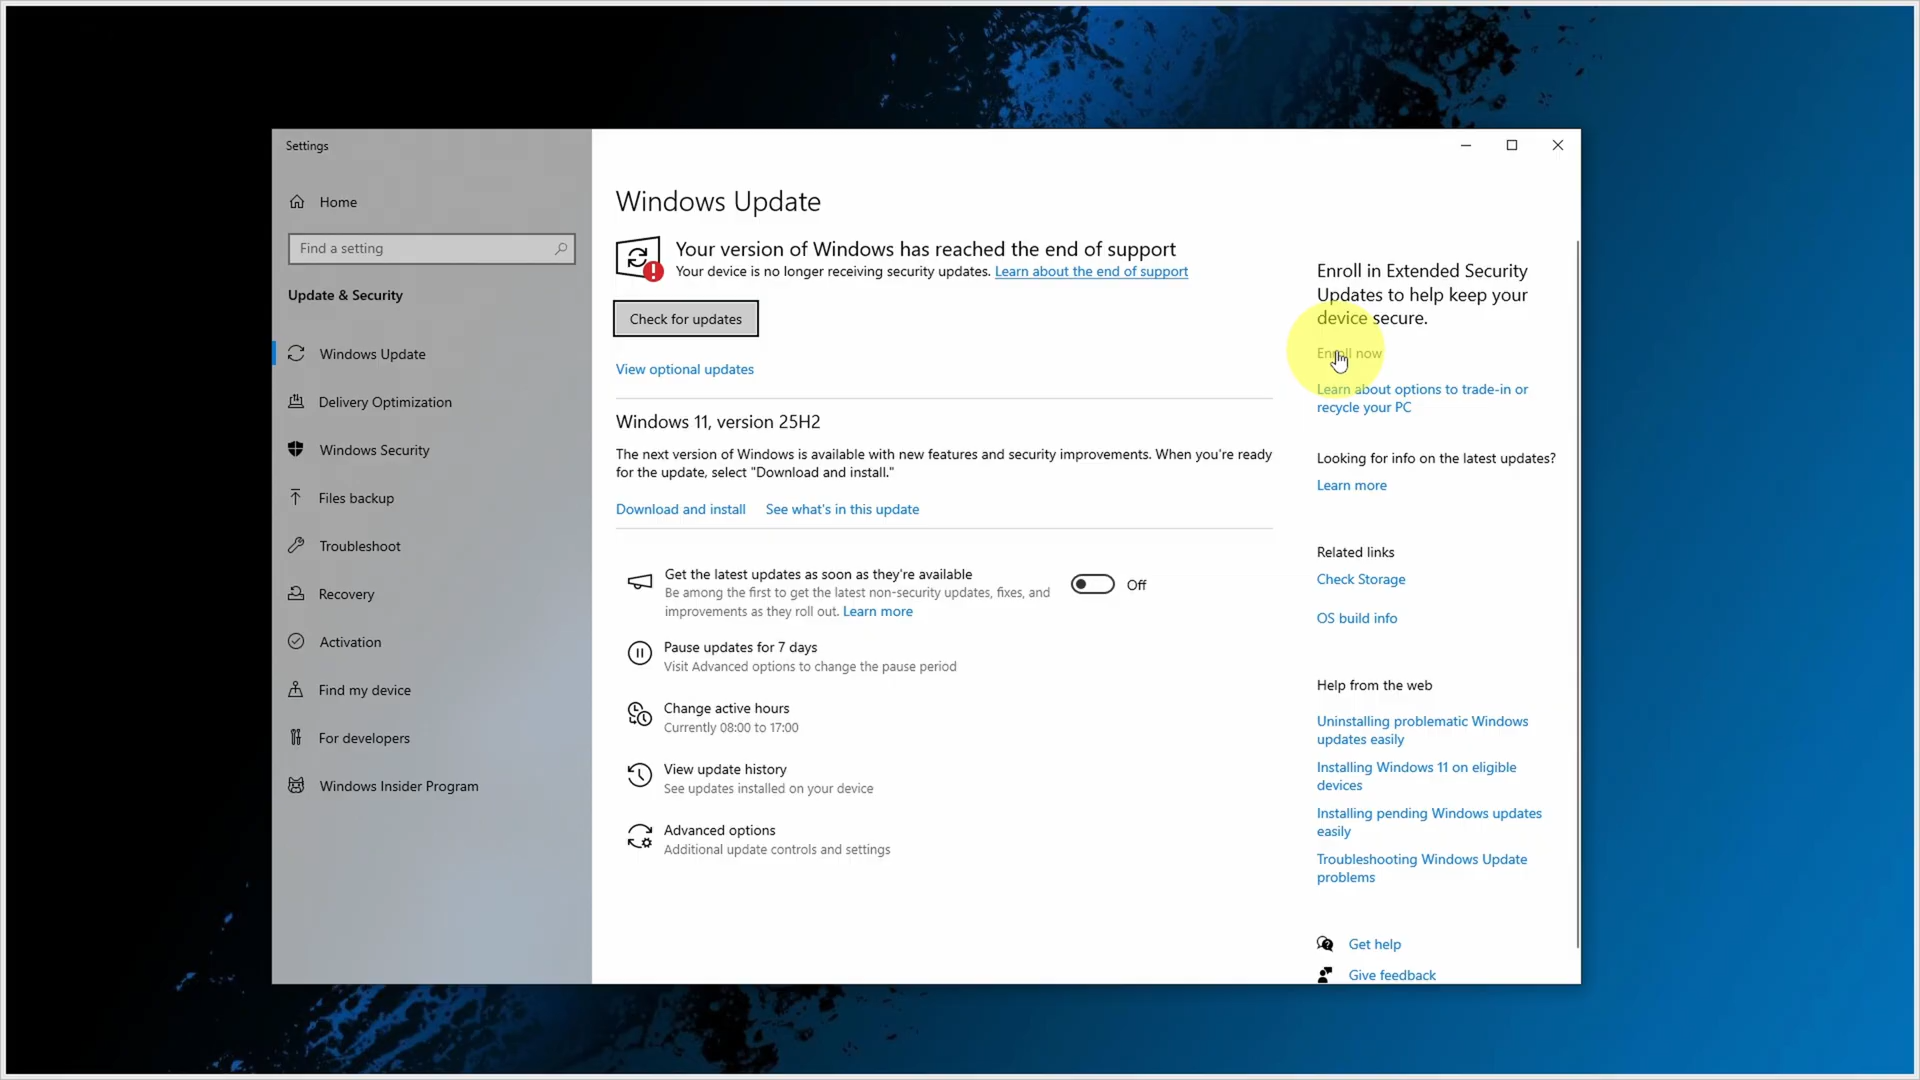 Settings
Home
Find a setting
Update & Security
Windows Update
Delivery Optimization
Windows Security
Files backup
Troubleshoot
Recovery
Activation
Find my device
For developers
Windows Insider Program
Windows Update
Your version of Windows has reached the end of support
Your device is no longer receiving security updates. Learn about the end of support
Check for updates
View optional updates
Windows 11, version 25H2
The next version of Windows is available with new features and security improvements. When you're ready
for the update, select "Download and install."
Download and install See what's in this update
Get the latest updates as soon as they're available
Be among the first to get the latest non-security updates, fixes, and
improvements as they roll out. Learn more
Off
Pause updates for 7 days
Visit Advanced options to change the pause period
Change active hours
Currently 08:00 to 17:00
View update history
See updates installed on your device
Advanced options
Additional update controls and settings
Enroll in Extended Security
Updates to help keep your
device secure.
Enroll now
Learn about options to trade-in or
recycle your PC
Looking for info on the latest updates?
Learn more
Related links
Check Storage
OS build info
Help from the web
Uninstalling problematic Windows
updates easily
Installing Windows 11 on eligible
devices
Installing pending Windows updates
easily
Troubleshooting Windows Update
problems
Get help
Give feedback